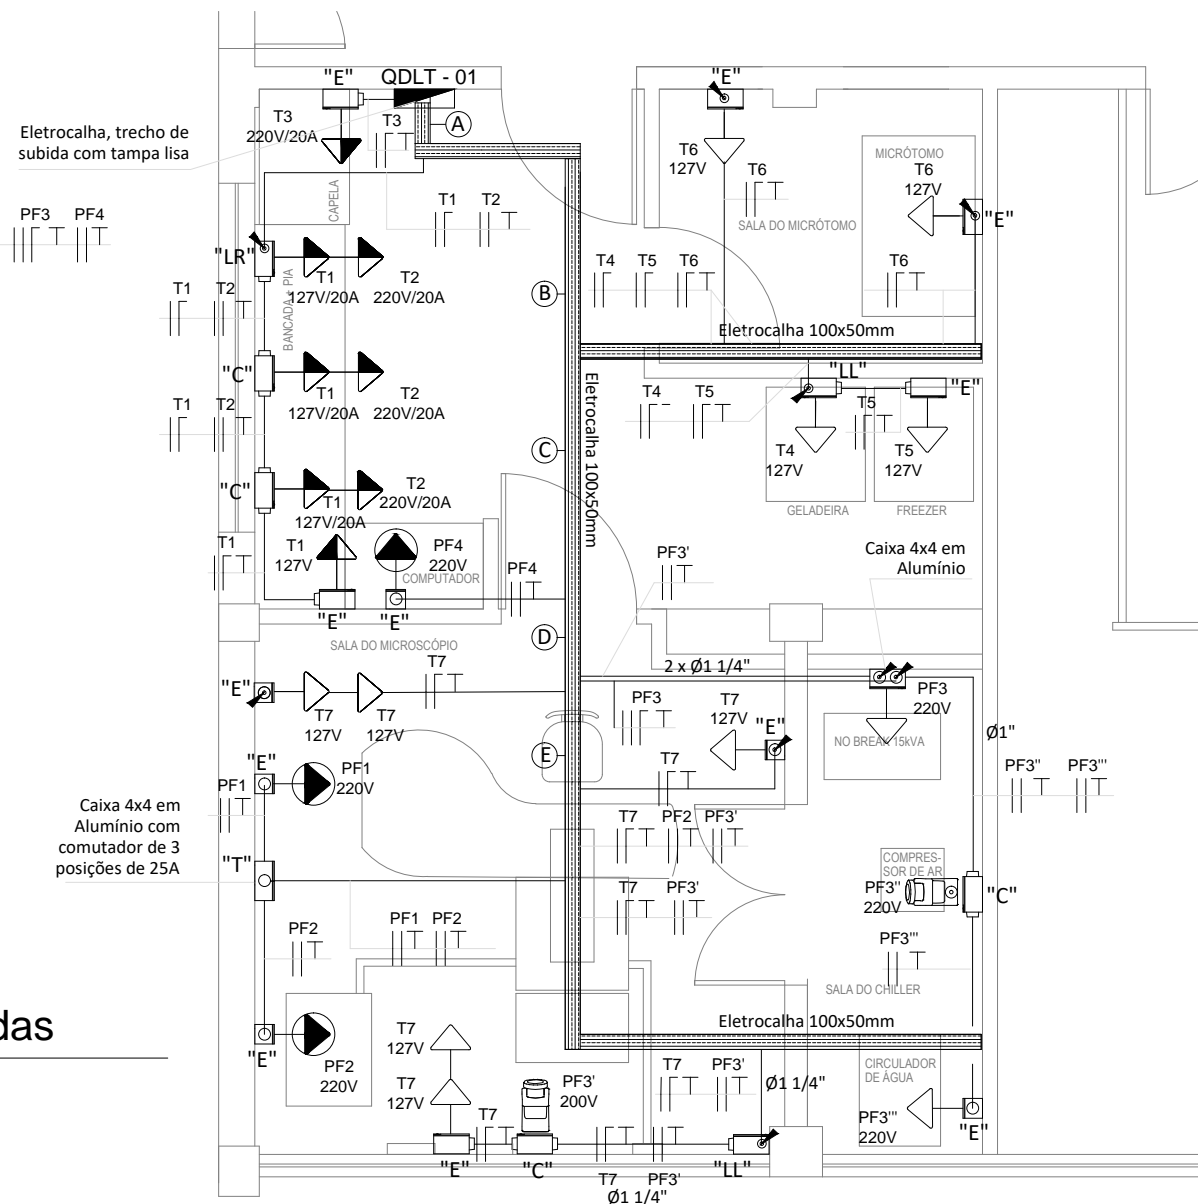 "E"
QDLT - 01
"E"
T3
220V/20A
T3
A
Eletrocalha, trecho de
subida com tampa lisa
T6
127V
MICRÓTOMO
T6
127V
T6
CAPELA
PF3
PF4
T1
T2
SALA DO MICRÓTOMO
"E"
"LR"
T1
127V/20A
T2
220V/20A
T4
T5
T6
T6
B
T1
T2
BANCADA + PIA
Eletrocalha 100x50mm
"C"
T1
127V/20A
T2
220V/20A
"LL"
"E"
Eletrocalha 100x50mm
T1
T2
T4
T5
T5
T4
127V
T5
127V
C
"C"
T1
127V/20A
T2
220V/20A
GELADEIRA
FREEZER
T1
T1
127V
PF4
220V
COMPUTADOR
PF4
PF3'
Caixa 4x4 em
Alumínio
"E"
"E"
D
SALA DO MICROSCÓPIO
T7
2 x Ø1 1/4"
"E"
T7
127V
T7
127V
PF3
T7
127V
"E"
PF3
220V
NO BREAK 15kVA
Ø1"
E
"E"
PF1
220V
PF1
T7
PF3''
PF3'''
Caixa 4x4 em
Alumínio com
comutador de 3
posições de 25A
T7
PF2
PF3'
"T"
COMPRES-
SOR DE AR
PF3''
220V
"C"
T7
PF3'
PF1
PF2
PF2
PF3'''
SALA DO CHILLER
das
Eletrocalha 100x50mm
"E"
PF2
220V
T7
127V
T7
127V
PF3'
200V
T7
PF3'
Ø1 1/4"
CIRCULADOR
DE ÁGUA
PF3'''
220V
"E"
T7
"E"
"C"
T7
PF3'
Ø1 1/4"
"LL"